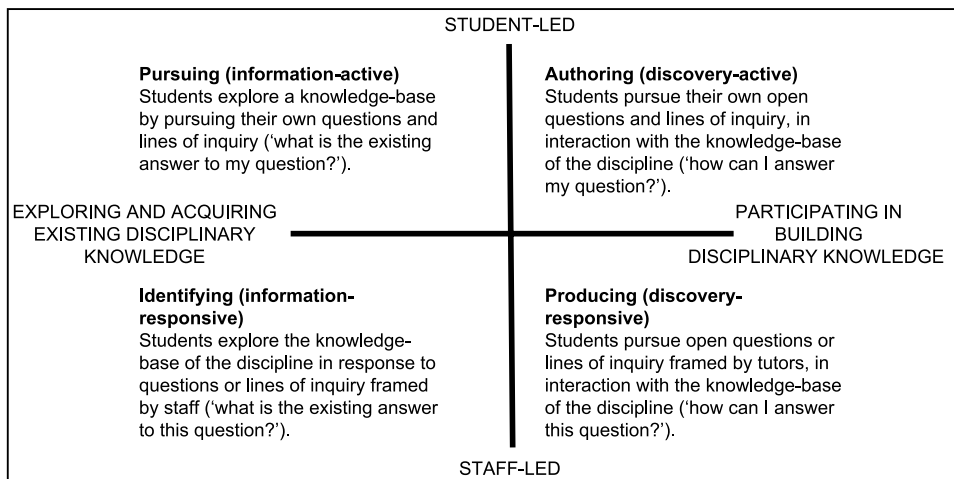 STUDENT-LED
Pursuing (information-active)
Students explore a knowledge-base
by pursuing their own questions and
lines of inquiry (‘what is the existing
answer to my question?’).
Authoring (discovery-active)
Students pursue their own open
questions and lines of inquiry, in
interaction with the knowledge-base
of the discipline (‘how can I answer
my question?’).
EXPLORING AND ACQUIRING
EXISTING DISCIPLINARY
KNOWLEDGE
PARTICIPATING IN
BUILDING
DISCIPLINARY KNOWLEDGE
Identifying (information-
responsive)
Students explore the knowledge-
base of the discipline in response to
questions or lines of inquiry framed
by staff (‘what is the existing answer
to this question?’).
Producing (discovery-
responsive)
Students pursue open questions or
lines of inquiry framed by tutors, in
interaction with the knowledge-base
of the discipline (‘how can I answer
this question?’).
STAFF-LED